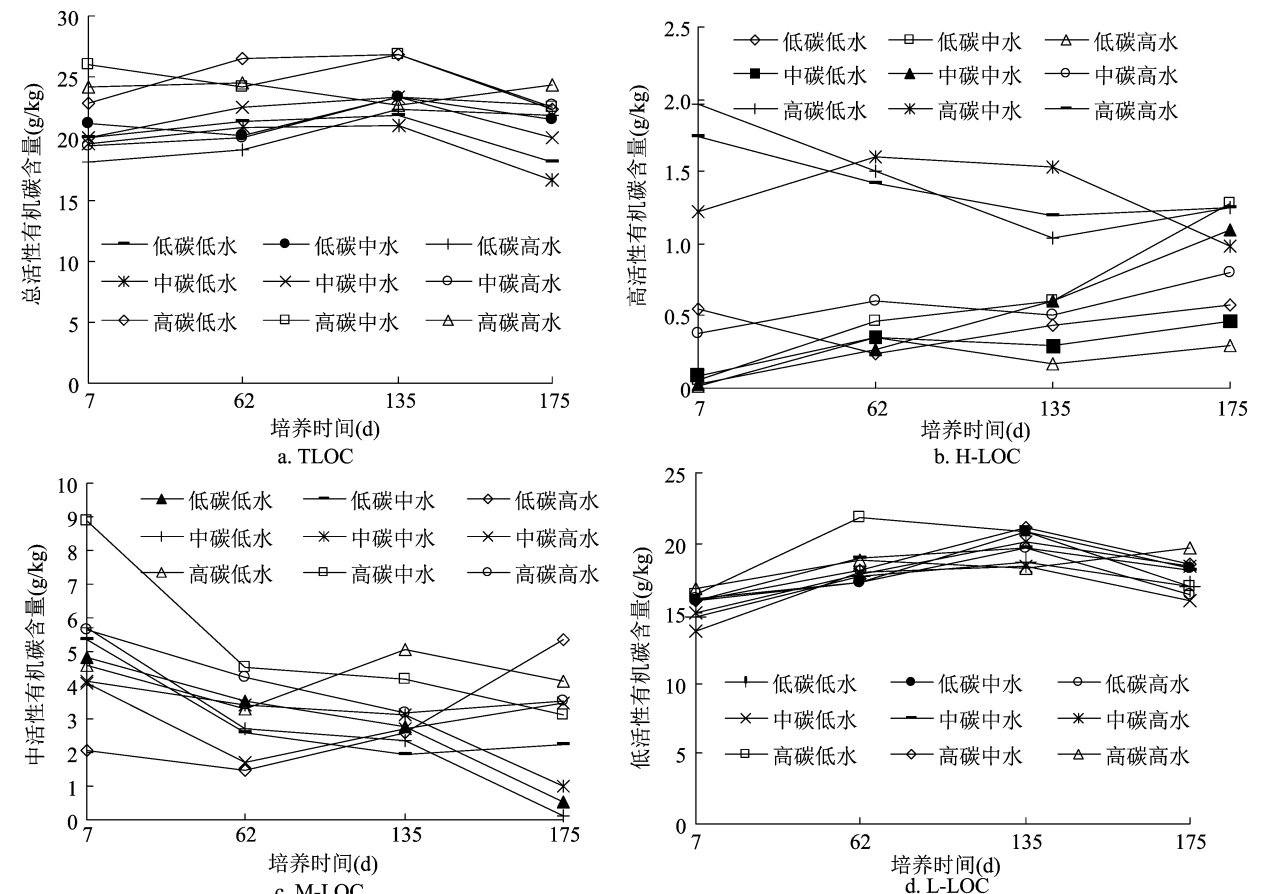 总活性有机碳含量(g/kg)
30
25
20
15
10
5
0
低碳低水 低碳中水 低碳高水
中碳低水 中碳中水 中碳高水
高碳低水 高碳中水 高碳高水
7 62 135 175
培养时间(d)
a. TLOC
高活性有机碳含量(g/kg)
2.5
2.0
1.5
1.0
0.5
0
低碳低水 低碳中水 低碳高水
中碳低水 中碳中水 中碳高水
高碳低水 高碳中水 高碳高水
7 62 135 175
培养时间(d)
b. H-LOC
中活性有机碳含量(g/kg)
10
9
8
7
6
5
4
3
2
1
0
低碳低水 低碳中水 低碳高水
中碳低水 中碳中水 中碳高水
高碳低水 高碳中水 高碳高水
7 62 135 175
培养时间(d)
c. M-LOC
低活性有机碳含量(g/kg)
25
20
15
10
5
0
低碳低水 低碳中水 低碳高水
中碳低水 中碳中水 中碳高水
高碳低水 高碳中水 高碳高水
7 62 135 175
培养时间(d)
d. L-LOC